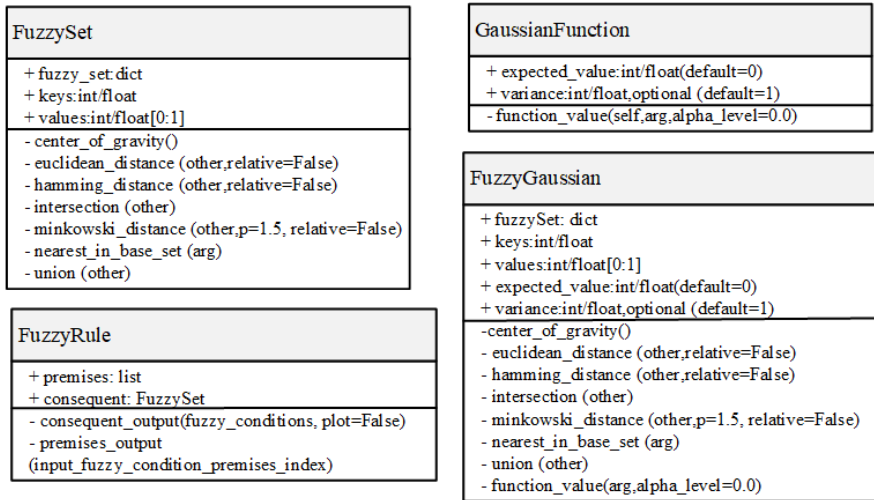 FuzzySet
+ fuzzy_set: dict
+ keys:int/float
+ values:int/float[0:1]
- center_of_gravity()
- euclidean_distance (other,relative=False)
- hamming_distance (other,relative=False)
- intersection (other)
- minkowski_distance (other,p=1.5, relative=False)
- nearest_in_base_set (arg)
- union (other)
FuzzyRule
+ premises: list
+ consequent: FuzzySet
- consequent_output(fuzzy_conditions, plot=False)
- premises_output
(input_fuzzy_condition_premises_index)
GaussianFunction
+ expected_value:int/float(default=0)
+ variance:int/float,optional (default=1)
- function_value(self,arg,alpha_level=0.0)
FuzzyGaussian
+ fuzzySet: dict
+ keys:int/float
+ values:int/float[0:1]
+ expected_value:int/float(default=0)
+ variance:int/float,optional (default=1)
-center_of_gravity()
- euclidean_distance (other,relative=False)
- hamming_distance (other,relative=False)
- intersection (other)
- minkowski_distance (other,p=1.5, relative=False)
- nearest_in_base_set (arg)
- union (other)
- function_value(arg,alpha_level=0.0)